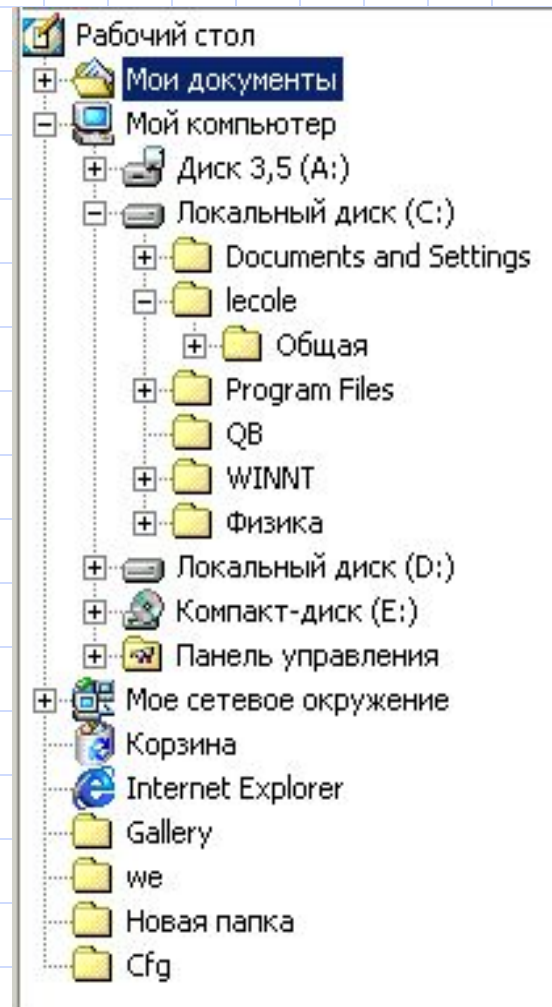 Рабочий стол
Мои документы
Мой компьютер
Диск 3,5 (A:)
Локальный диск (C:)
Documents and Settings
lecole
Общая
Program Files
QB
WINNT
Физика
Локальный диск (D:)
Компакт-диск (E:)
Панель управления
Мое сетевое окружение
Корзина
Internet Explorer
Gallery
we
Новая папка
Cfg